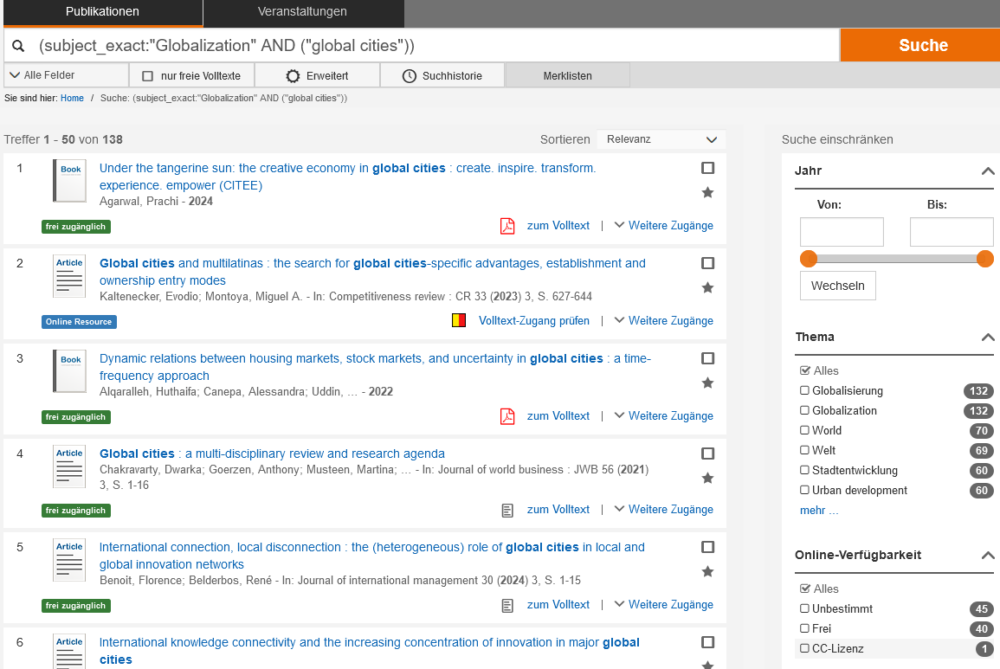 Publikationen
Veranstaltungen
(subject_exact:"Globalization" AND ("global cities"))
Suche
Alle Felder
nur freie Volltexte
Erweitert
Suchhistorie
Merklisten
Sie sind hier: Home / Suche: (subject_exact:"Globalization" AND ("global cities"))
Treffer 1 - 50 von 138
Sortieren
Relevanz
1
Book
Under the tangerine sun: the creative economy in global cities : create. inspire. transform.
experience. empower (CITEE)
Agarwal, Prachi - 2024
frei zugänglich
zum Volltext | Weitere Zugänge
2
Article
Global cities and multilatinas : the search for global cities-specific advantages, establishment and
ownership entry modes
Kaltenecker, Evodio; Montoya, Miguel A. - In: Competitiveness review : CR 33 (2023) 3, S. 627-644
Online Resource
Volltext-Zugang prüfen | Weitere Zugänge
3
Book
Dynamic relations between housing markets, stock markets, and uncertainty in global cities : a time-
frequency approach
Alqaralleh, Huthaifa; Canepa, Alessandra; Uddin, ... - 2022
frei zugänglich
zum Volltext | Weitere Zugänge
4
Article
Global cities : a multi-disciplinary review and research agenda
Chakravarty, Dwarka; Goerzen, Anthony; Musteen, Martina; ... - In: Journal of world business : JWB 56 (2021)
3, S. 1-16
frei zugänglich
zum Volltext | Weitere Zugänge
5
Article
International connection, local disconnection : the (heterogeneous) role of global cities in local and
global innovation networks
Benoit, Florence; Belderbos, René - In: Journal of international management 30 (2024) 3, S. 1-15
frei zugänglich
zum Volltext | Weitere Zugänge
6
Article
International knowledge connectivity and the increasing concentration of innovation in major global
cities
Suche einschränken
Jahr
Von:
Bis:
Wechseln
Thema
Alles
Globalisierung 132
Globalization 132
World 70
Welt 69
Stadtentwicklung 60
Urban development 60
mehr ...
Online-Verfügbarkeit
Alles
Unbestimmt 45
Frei 40
CC-Lizenz 1